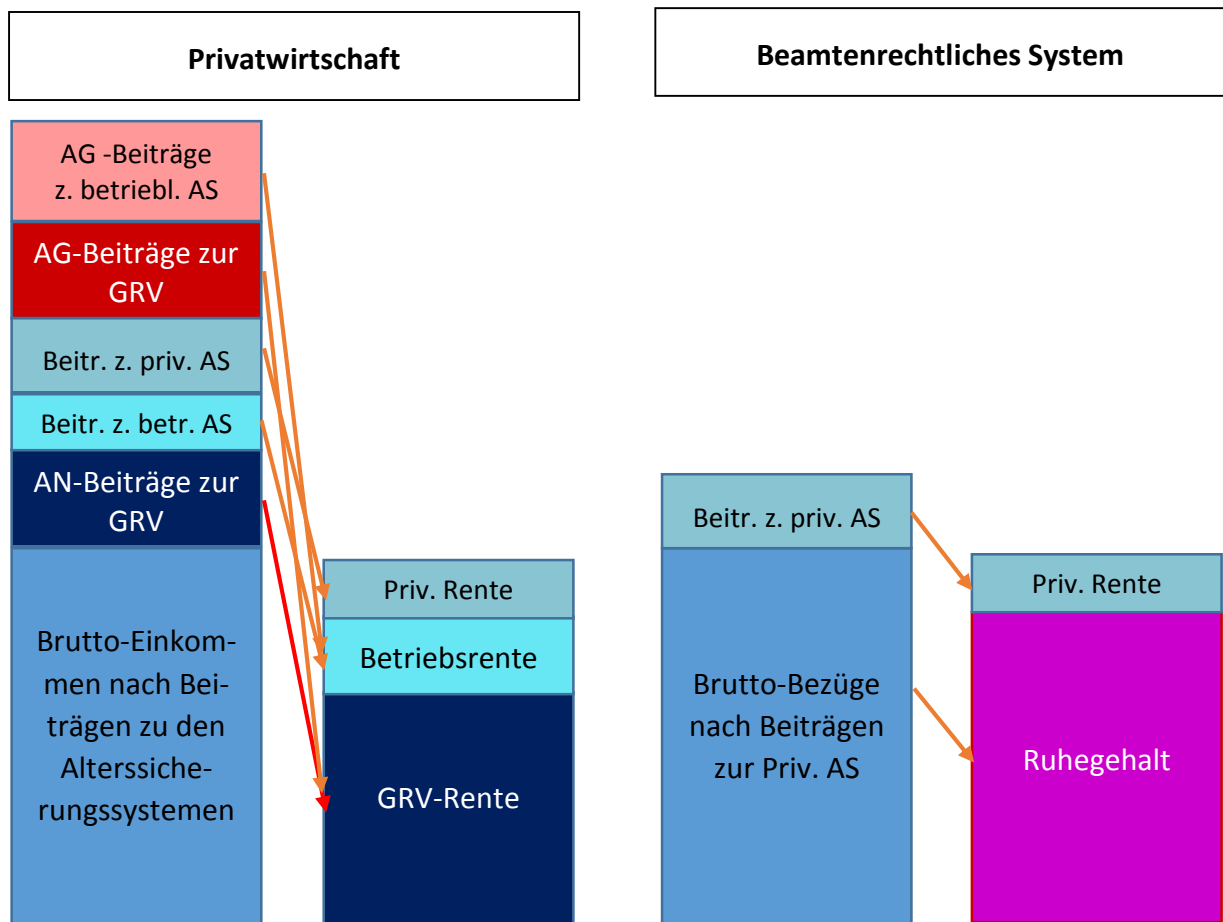 Privatwirtschaft
Beamtenrechtliches System
AG -Beiträge
z. betriebl. AS
AG-Beiträge zur
GRV
Beitr. z. priv. AS
Beitr. z. betr. AS
AN-Beiträge zur
GRV
Brutto-Einkom-
men nach Bei-
trägen zu den
Alterssiche-
rungssystemen
Priv. Rente
Betriebsrente
GRV-Rente
Beitr. z. priv. AS
Brutto-Bezüge
nach Beiträgen
zur Priv. AS
Priv. Rente
Ruhegehalt